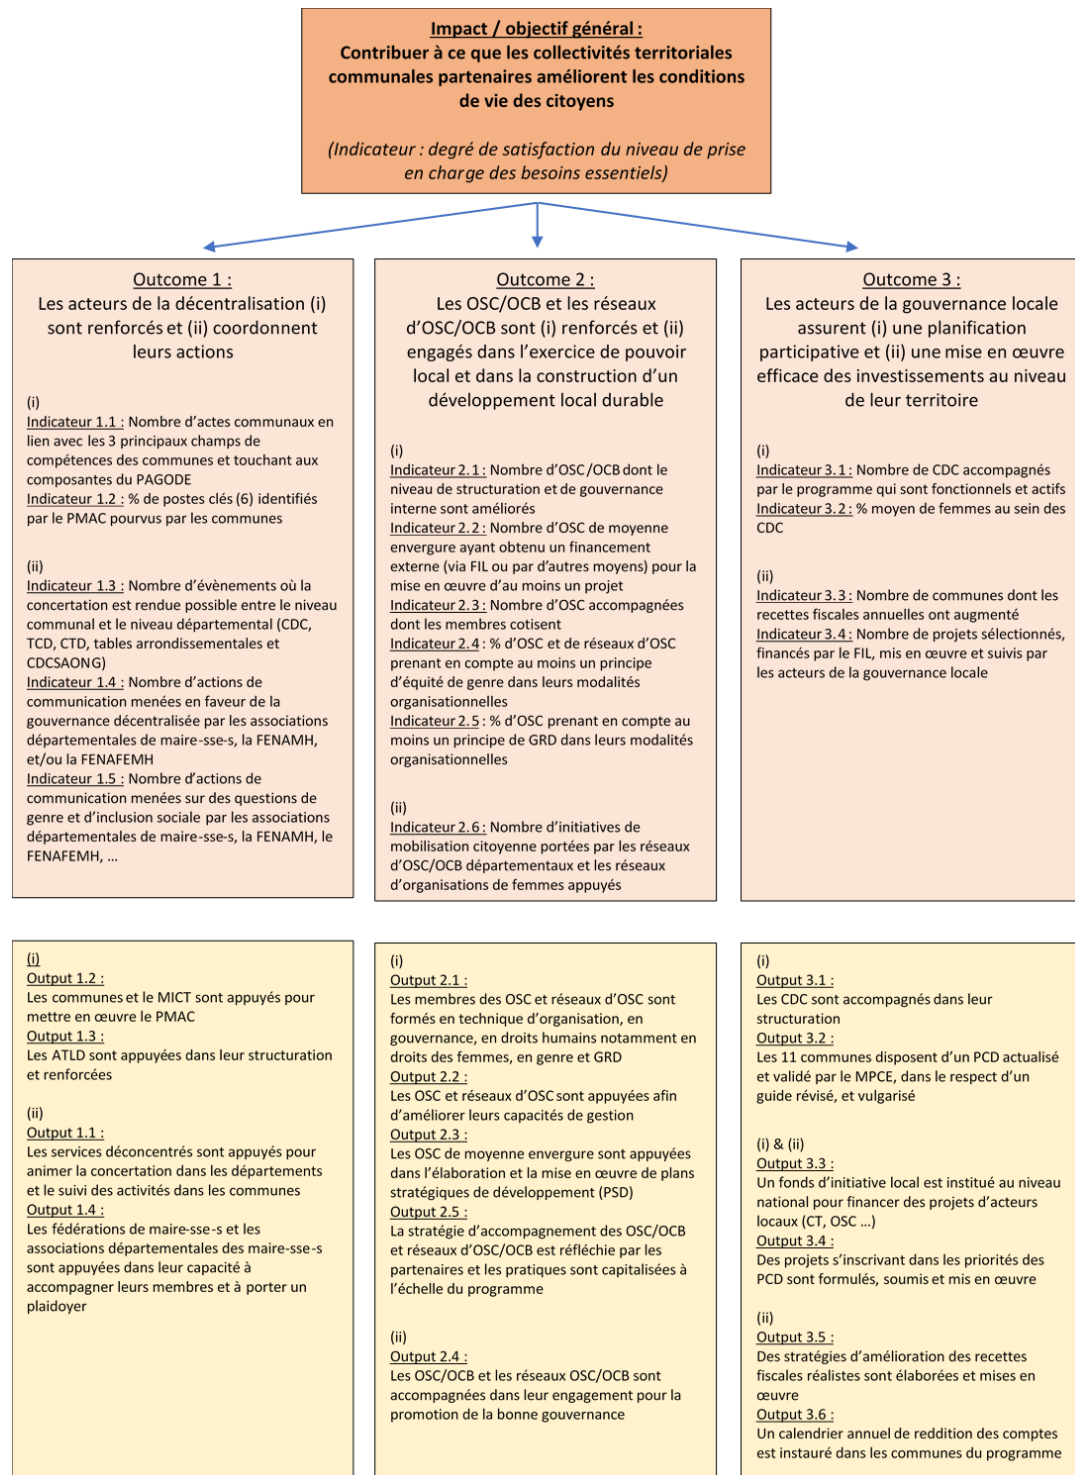 Impact / objectif général :
Contribuer à ce que les collectivités territoriales
communales partenaires améliorent les conditions
de vie des citoyens
(Indicateur : degré de satisfaction du niveau de prise
en charge des besoins essentiels)
Outcome 1 :
Les acteurs de la décentralisation (i)
sont renforcés et (ii) coordonnent
leurs actions
(i)
Indicateur 1.1 : Nombre d’actes communaux en
lien avec les 3 principaux champs de
compétences des communes et touchant aux
composantes du PAGODE
Indicateur 1.2 : % de postes clés (6) identifiés
par le PMAC pourvus par les communes
(ii)
Indicateur 1.3 : Nombre d’évènements où la
concertation est rendue possible entre le niveau
communal et le niveau départemental (CDC,
TCD, CTD, tables arrondissementales et
CDCSAONG)
Indicateur 1.4 : Nombre d’actions de
communication menées en faveur de la
gouvernance décentralisée par les associations
départementales de maire-sse-s, la FENAMH,
et/ou la FENAFEMH
Indicateur 1.5 : Nombre d’actions de
communication menées sur des questions de
genre et d’inclusion sociale par les associations
départementales de maire-sse-s, la FENAMH, le
FENAFEMH, …
Outcome 2 :
Les OSC/OCB et les réseaux
d’OSC/OCB sont (i) renforcés et (ii)
engagés dans l’exercice de pouvoir
local et dans la construction d’un
développement local durable
(i)
Indicateur 2.1 : Nombre d’OSC/OCB dont le
niveau de structuration et de gouvernance
interne sont améliorés
Indicateur 2.2 : Nombre d’OSC de moyenne
envergure ayant obtenu un financement
externe (via FIL ou par d’autres moyens) pour la
mise en œuvre d’au moins un projet
Indicateur 2.3 : Nombre d’OSC accompagnées
dont les membres cotisent
Indicateur 2.4 : % d’OSC et de réseaux d’OSC
prenant en compte au moins un principe
d’équité de genre dans leurs modalités
organisationnelles
Indicateur 2.5 : % d’OSC prenant en compte au
moins un principe de GRD dans leurs modalités
organisationnelles
(ii)
Indicateur 2.6 : Nombre d’initiatives de
mobilisation citoyenne portées par les réseaux
d’OSC/OCB départementaux et les réseaux
d’organisations de femmes appuyés
Outcome 3 :
Les acteurs de la gouvernance locale
assurent (i) une planification
participative et (ii) une mise en œuvre
efficace des investissements au niveau
de leur territoire
(i)
Indicateur 3.1 : Nombre de CDC accompagnés
par le programme qui sont fonctionnels et actifs
Indicateur 3.2 : % moyen de femmes au sein des
CDC
(ii)
Indicateur 3.3 : Nombre de communes dont les
recettes fiscales annuelles ont augmenté
Indicateur 3.4 : Nombre de projets sélectionnés,
financés par le FIL, mis en œuvre et suivis par
les acteurs de la gouvernance locale
(i)
Output 1.2 :
Les communes et le MICT sont appuyés pour
mettre en œuvre le PMAC
Output 1.3 :
Les ATLD sont appuyées dans leur structuration
et renforcées
(ii)
Output 1.1 :
Les services déconcentrés sont appuyés pour
animer la concertation dans les départements
et le suivi des activités dans les communes
Output 1.4 :
Les fédérations de maire-sse-s et les
associations départementales des maire-sse-s
sont appuyées dans leur capacité à
accompagner leurs membres et à porter un
plaidoyer
(i)
Output 2.1 :
Les membres des OSC et réseaux d’OSC sont
formés en technique d’organisation, en
gouvernance, en droits humains notamment en
droits des femmes, en genre et GRD
Output 2.2 :
Les OSC et réseaux d’OSC sont appuyées afin
d’améliorer leurs capacités de gestion
Output 2.3 :
Les OSC de moyenne envergure sont appuyées
dans l’élaboration et la mise en œuvre de plans
stratégiques de développement (PSD)
Output 2.5 :
La stratégie d’accompagnement des OSC/OCB
et réseaux d’OSC/OCB est réfléchie par les
partenaires et les pratiques sont capitalisées à
l’échelle du programme
(ii)
Output 2.4 :
Les OSC/OCB et les réseaux OSC/OCB sont
accompagnées dans leur engagement pour la
promotion de la bonne gouvernance
(i)
Output 3.1 :
Les CDC sont accompagnés dans leur
structuration
Output 3.2 :
Les 11 communes disposent d’un PCD actualisé
et validé par le MPCE, dans le respect d’un
guide révisé, et vulgarisé
(i) & (ii)
Output 3.3 :
Un fonds d’initiative local est institué au niveau
national pour financer des projets d’acteurs
locaux (CT, OSC …)
Output 3.4 :
Des projets s’inscrivant dans les priorités des
PCD sont formulés, soumis et mis en œuvre
(ii)
Output 3.5 :
Des stratégies d’amélioration des recettes
fiscales réalistes sont élaborées et mises en
œuvre
Output 3.6 :
Un calendrier annuel de reddition des comptes
est instauré dans les communes du programme